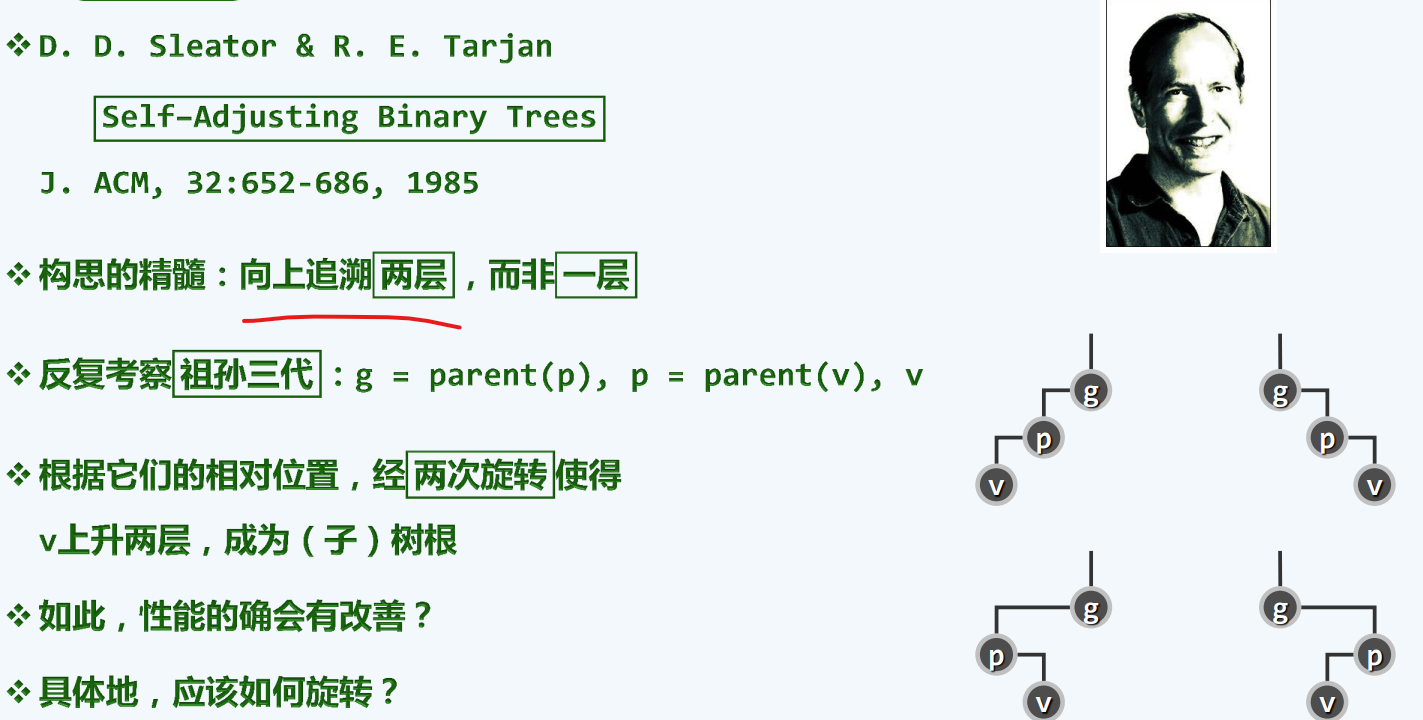 ❖ D. D. Sleator & R. E. Tarjan
Self-Adjusting Binary Trees
J. ACM, 32:652-686, 1985
❖ 构思的精髓：向上追溯两层，而非一层
❖ 反复考察祖孙三代：g = parent(p), p = parent(v), v
❖ 根据它们的相对位置，经两次旋转使得
v上升两层，成为（子）树根
❖ 如此，性能的确会有改善？
❖ 具体地，应该如何旋转？
g g
p p
v v
g g
p p
v v